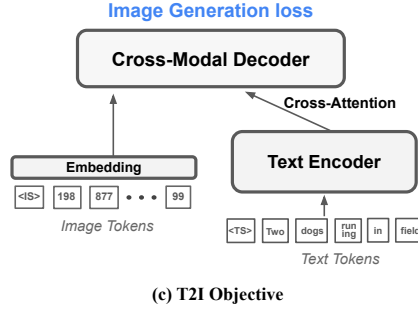 Image Generation loss
Cross-Modal Decoder
Cross-Attention
Embedding
Text Encoder
<IS> 198 877 • • • 99
Image Tokens
<TS> Two dogs run ing in field
Text Tokens
(c) T2I Objective